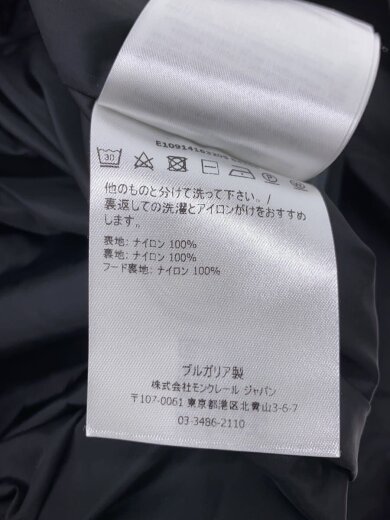 30
他のものと分けて洗って下さい。/
裏返しての洗濯とアイロンがけをおすすめ
します。
表地: ナイロン 100%
裏地: ナイロン 100%
フード裏地: ナイロン 100%
ブルガリア製
株式会社モンクレール ジャパン
〒107-0061 東京都港区北青山3-6-7
03-3486-2110